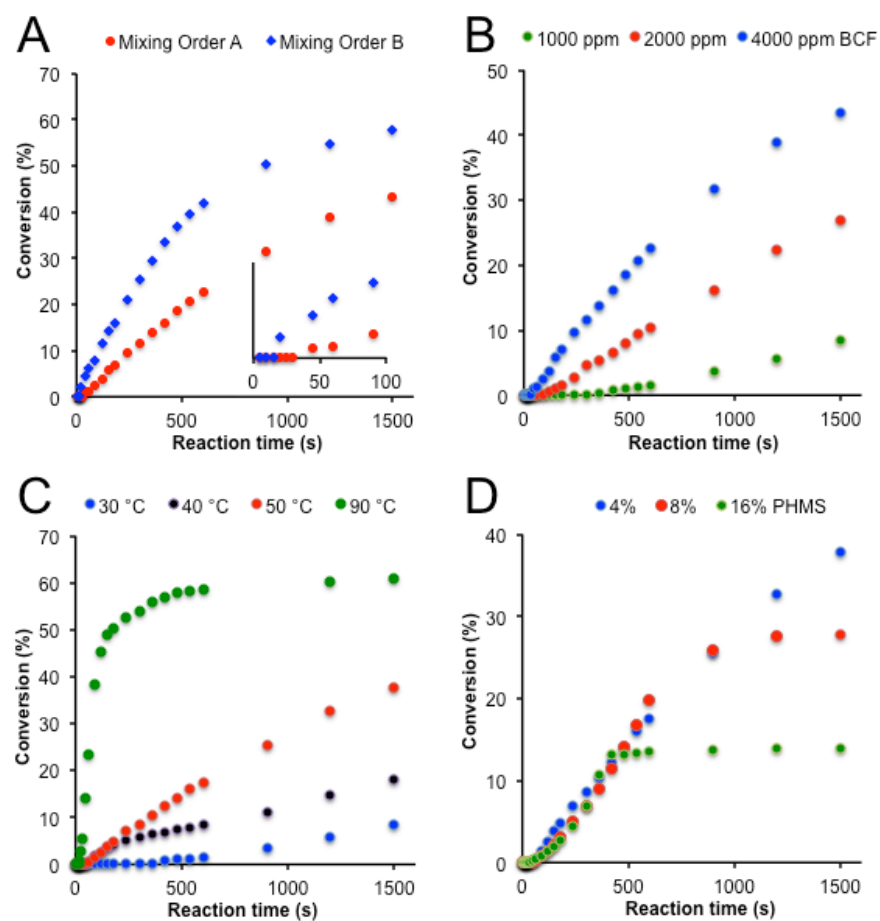 A
Mixing Order A Mixing Order B
70
60
50
40
30
20
10
0
Conversion (%)
0 50 100
0 500 1000 1500
Reaction time (s)
B
1000 ppm 2000 ppm 4000 ppm BCF
50
40
30
20
10
0
Conversion (%)
0 500 1000 1500
Reaction time (s)
C
30 °C 40 °C 50 °C 90 °C
70
60
50
40
30
20
10
0
Conversion (%)
0 500 1000 1500
Reaction time (s)
D
4% 8% 16% PHMS
40
30
20
10
0
Conversion (%)
0 500 1000 1500
Reaction time (s)